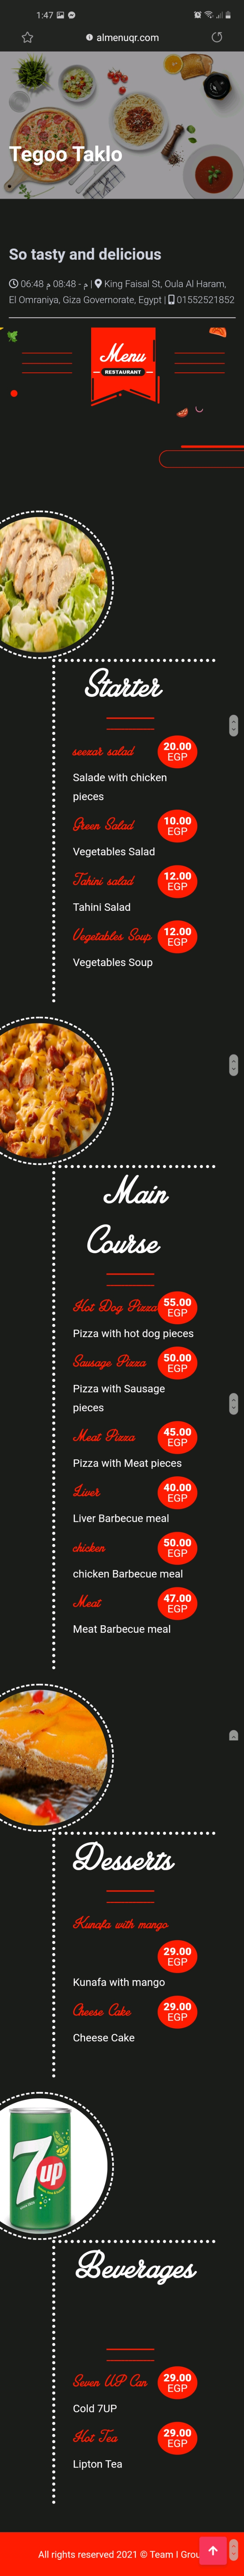 1:47
almenuqr.com
Tegoo Taklo
So tasty and delicious
06:48 م - 08:48 م | King Faisal St, Oula Al Haram,
El Omraniya, Giza Governorate, Egypt | 01552521852
Menu
RESTAURANT
Starter
seezar salad 20.00 EGP
Salade with chicken
pieces
Green Salad 10.00 EGP
Vegetables Salad
Tahini salad 12.00 EGP
Tahini Salad
Vegetables Soup 12.00 EGP
Vegetables Soup
Main
Course
Hot Dog Pizza 55.00 EGP
Pizza with hot dog pieces
Sausage Pizza 50.00 EGP
Pizza with Sausage
pieces
Meat Pizza 45.00 EGP
Pizza with Meat pieces
Liver 40.00 EGP
Liver Barbecue meal
chicken 50.00 EGP
chicken Barbecue meal
Meat 47.00 EGP
Meat Barbecue meal
Desserts
Kunafa with mango
29.00 EGP
Kunafa with mango
Cheese Cake 29.00 EGP
Cheese Cake
7up
Beverages
Seven UP Can 29.00 EGP
Cold 7UP
Hot Tea 29.00 EGP
Lipton Tea
All rights reserved 2021 © Team I Grou